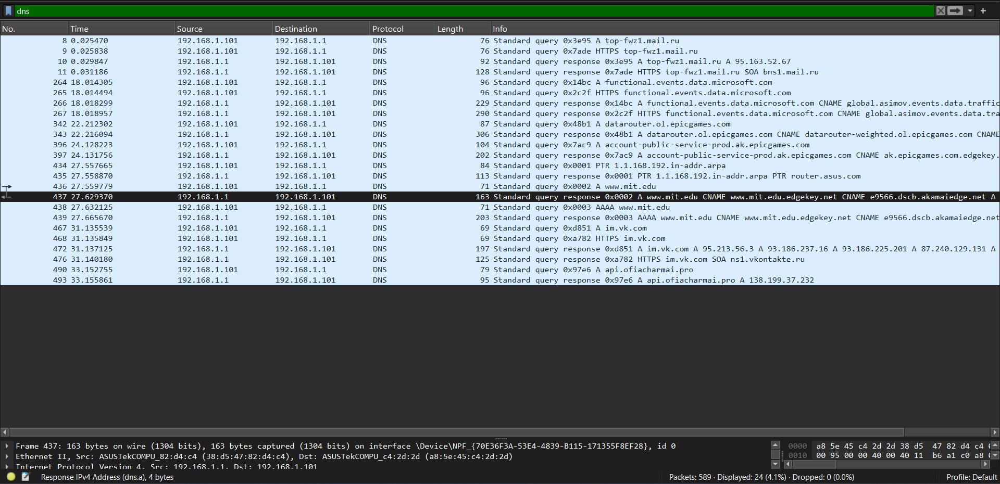 dns
No. Time Source Destination Protocol Length Info
8 0.025470 192.168.1.101 192.168.1.1 DNS 76 Standard query 0x3e95 A top-fwz1.mail.ru
9 0.025838 192.168.1.101 192.168.1.1 DNS 76 Standard query 0x7ade HTTPS top-fwz1.mail.ru
10 0.029847 192.168.1.1 192.168.1.101 DNS 92 Standard query response 0x3e95 A top-fwz1.mail.ru A 95.163.52.67
11 0.031186 192.168.1.1 192.168.1.101 DNS 128 Standard query response 0x7ade HTTPS top-fwz1.mail.ru SOA bns1.mail.ru
264 18.014305 192.168.1.101 192.168.1.1 DNS 96 Standard query 0x14bc A functional.events.data.microsoft.com
265 18.014494 192.168.1.101 192.168.1.1 DNS 96 Standard query 0x2c2f HTTPS functional.events.data.microsoft.com
266 18.018299 192.168.1.1 192.168.1.101 DNS 229 Standard query response 0x14bc A functional.events.data.microsoft.com CNAME global.asimov.events.data.traffic
267 18.018957 192.168.1.1 192.168.1.101 DNS 290 Standard query response 0x2c2f HTTPS functional.events.data.microsoft.com CNAME global.asimov.events.data.tra
342 22.212302 192.168.1.101 192.168.1.1 DNS 87 Standard query 0x48b1 A datarouter.ol.epicgames.com
343 22.216094 192.168.1.1 192.168.1.101 DNS 306 Standard query response 0x48b1 A datarouter.ol.epicgames.com CNAME datarouter-weighted.ol.epicgames.com CNAME
396 24.128223 192.168.1.101 192.168.1.1 DNS 104 Standard query 0x7ac9 A account-public-service-prod.ak.epicgames.com
397 24.131756 192.168.1.1 192.168.1.101 DNS 202 Standard query response 0x7ac9 A account-public-service-prod.ak.epicgames.com CNAME ak.epicgames.com.edgekey.
434 27.557665 192.168.1.101 192.168.1.1 DNS 84 Standard query 0x0001 PTR 1.1.168.192.in-addr.arpa
435 27.558870 192.168.1.1 192.168.1.101 DNS 113 Standard query response 0x0001 PTR 1.1.168.192.in-addr.arpa PTR router.asus.com
436 27.559779 192.168.1.101 192.168.1.1 DNS 71 Standard query 0x0002 A www.mit.edu
437 27.629370 192.168.1.1 192.168.1.101 DNS 163 Standard query response 0x0002 A www.mit.edu CNAME www.mit.edu.edgekey.net CNAME e9566.dscb.akamaiedge.net A
438 27.632125 192.168.1.101 192.168.1.1 DNS 71 Standard query 0x0003 AAAA www.mit.edu
439 27.665670 192.168.1.1 192.168.1.101 DNS 203 Standard query response 0x0003 AAAA www.mit.edu CNAME www.mit.edu.edgekey.net CNAME e9566.dscb.akamaiedge.net
467 31.135539 192.168.1.101 192.168.1.1 DNS 69 Standard query 0xd851 A im.vk.com
468 31.135849 192.168.1.101 192.168.1.1 DNS 69 Standard query 0xa782 HTTPS im.vk.com
472 31.137125 192.168.1.1 192.168.1.101 DNS 197 Standard query response 0xd851 A im.vk.com A 95.213.56.3 A 93.186.237.16 A 93.186.225.201 A 87.240.129.131 A
476 31.140180 192.168.1.1 192.168.1.101 DNS 125 Standard query response 0xa782 HTTPS im.vk.com SOA ns1.vkontakte.ru
490 33.152755 192.168.1.101 192.168.1.1 DNS 79 Standard query 0x97e6 A api.ofiacharmai.pro
493 33.155861 192.168.1.1 192.168.1.101 DNS 95 Standard query response 0x97e6 A api.ofiacharmai.pro A 138.199.37.232
Frame 437: 163 bytes on wire (1304 bits), 163 bytes captured (1304 bits) on interface \Device\NPF_{70E36F3A-53E4-4839-B115-171355F8EF28}, id 0
Ethernet II, Src: ASUSTekCOMPU_82:d4:c4 (38:d5:47:82:d4:c4), Dst: ASUSTekCOMPU_c4:2d:2d (a8:5e:45:c4:2d:2d)
Internet Protocol Version 4, Src: 192.168.1.1, Dst: 192.168.1.101
0000 a8 5e 45 c4 2d 2d 38 d5 47 82 d4 c4
0010 00 95 00 00 40 00 40 11 b6 a1 c0 a8
Response IPv4 Address (dns.a), 4 bytes
Packets: 589 · Displayed: 24 (4.1%) · Dropped: 0 (0.0%)
Profile: Default